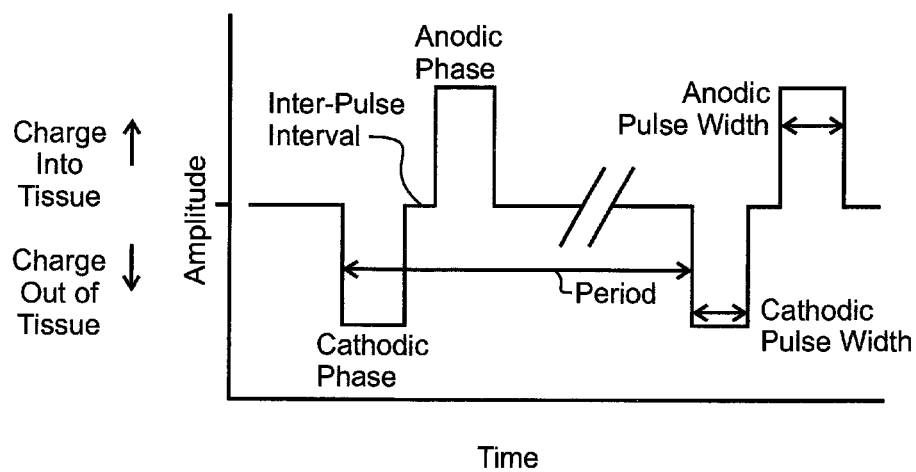 Anodic
Phase
Inter-Pulse
Interval
Anodic
Pulse Width
Charge
Into
Tissue
Amplitude
Charge
Out of
Tissue
Period
Cathodic
Phase
Cathodic
Pulse Width
Time